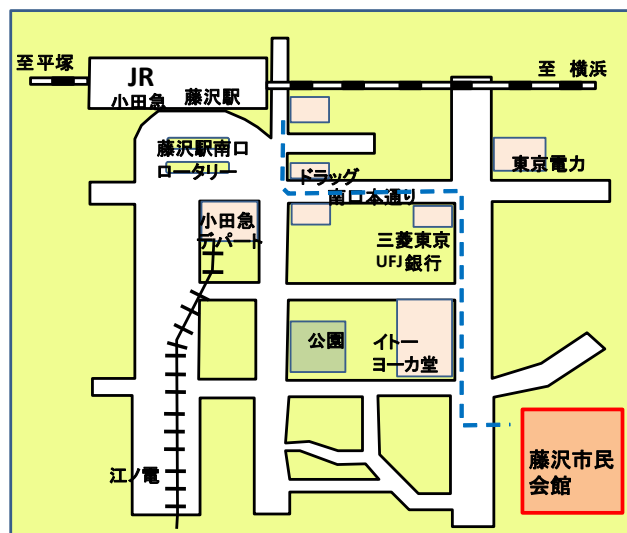 至平塚
JR
小田急
藤沢駅
至 横浜
藤沢駅南口
ロータリー
ドラッグ
南口本通り
東京電力
小田急
デパート
三菱東京
UFJ銀行
公園
イトー
ヨーカ堂
江ノ電
藤沢市民
会館